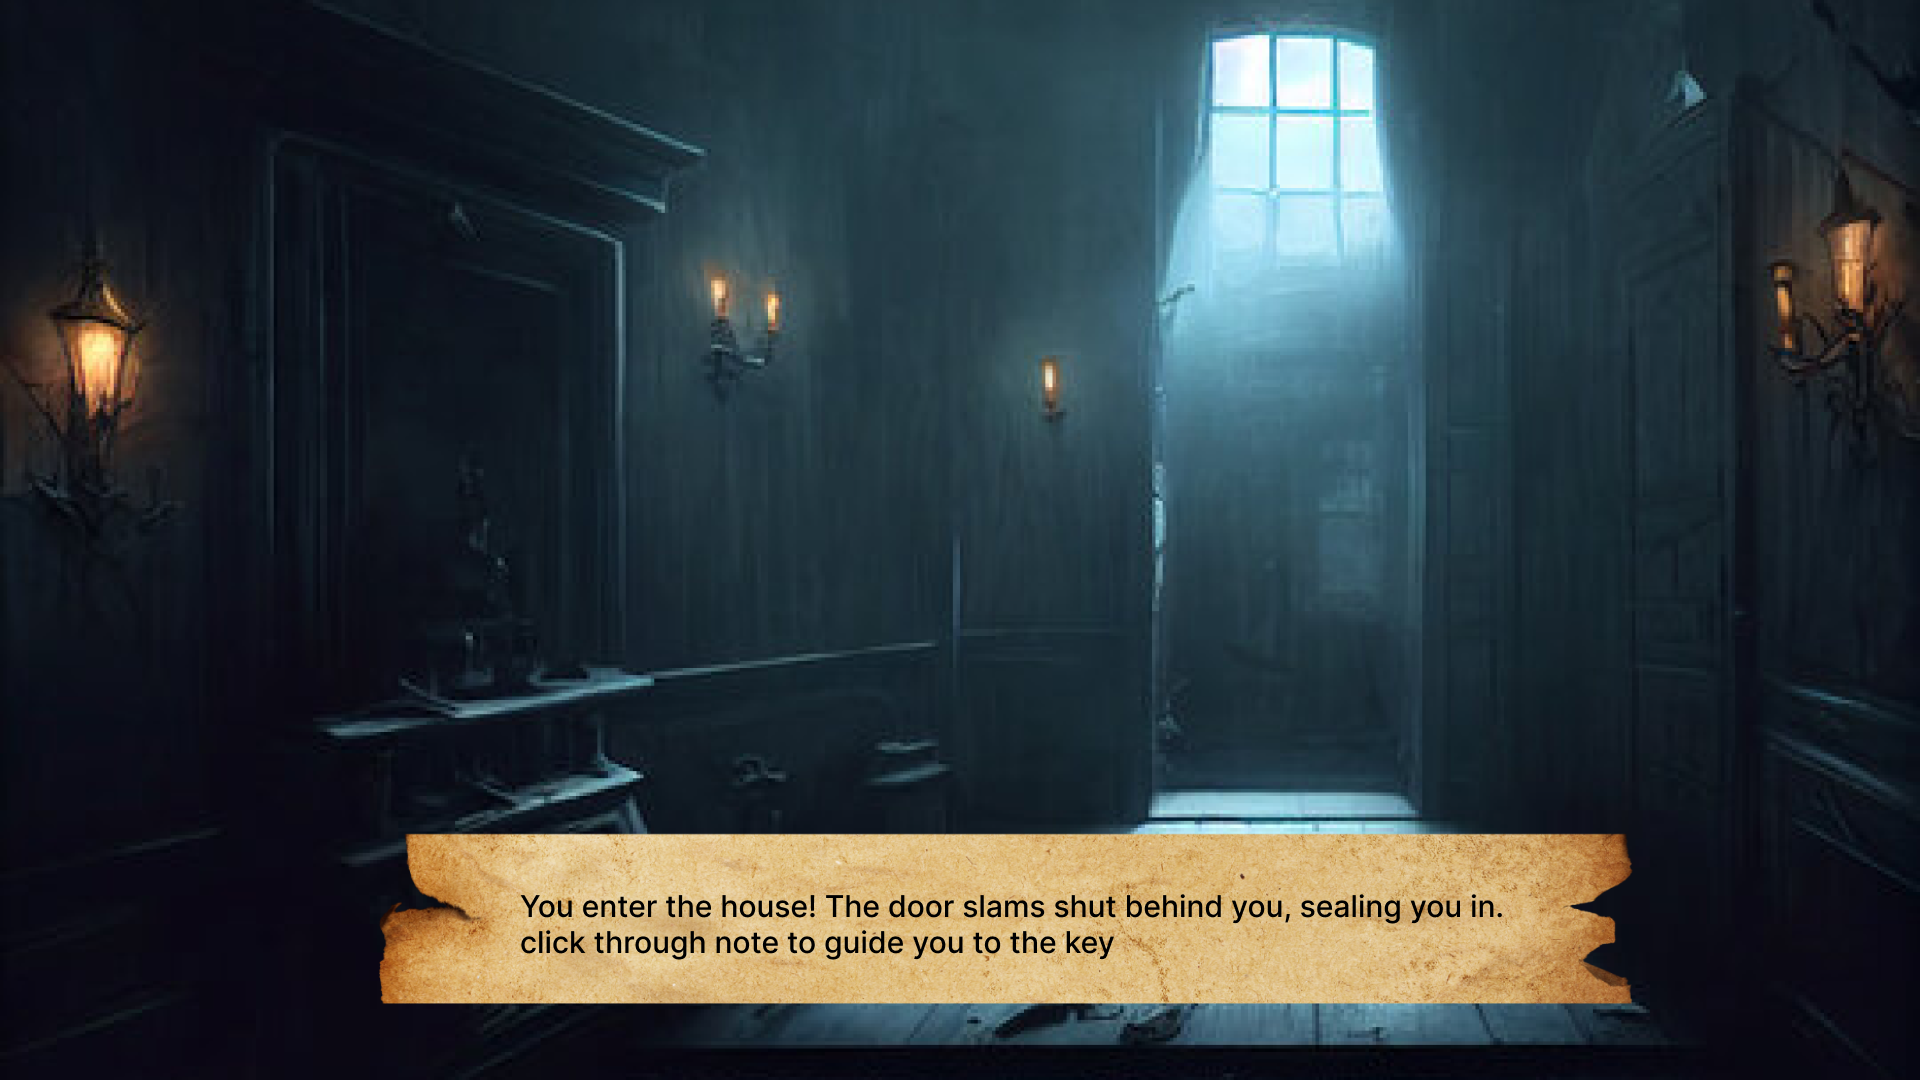 You enter the house! The door slams shut behind you, sealing you in.
click through note to guide you to the key